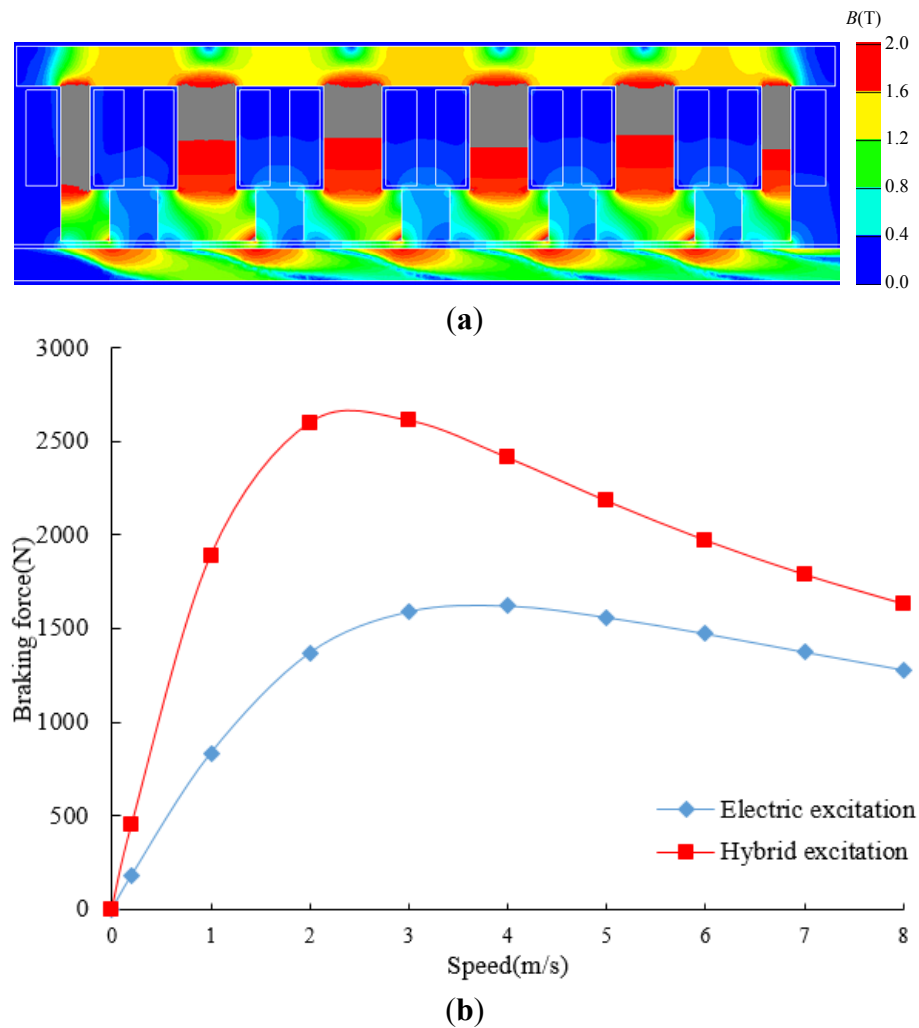 B(T)
2.0
1.6
1.2
0.8
0.4
0.0
(a)
3000
2500
2000
1500
1000
500
0
Braking force(N)
Electric excitation
Hybrid excitation
0 1 2 3 4 5 6 7 8
Speed(m/s)
(b)